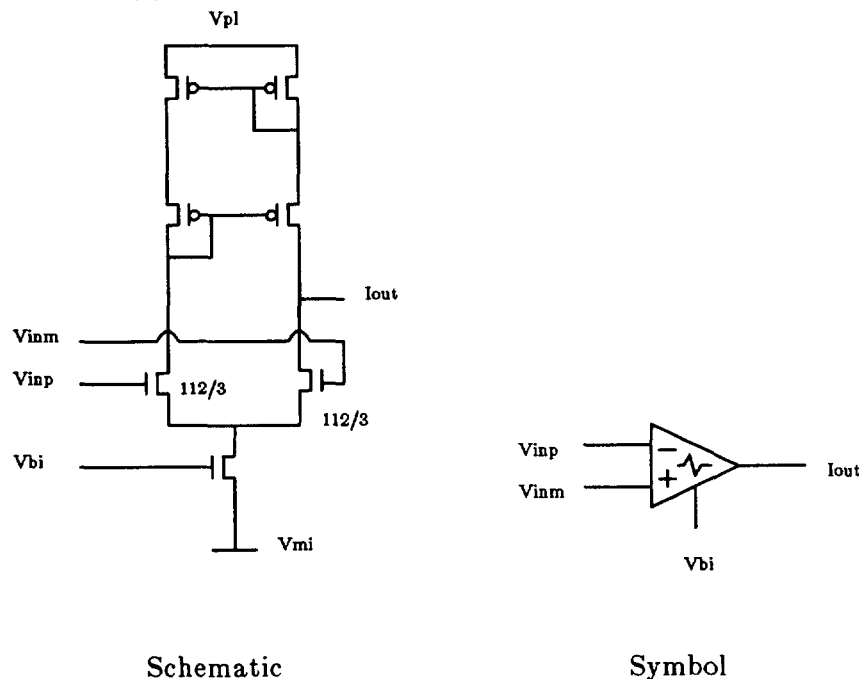 Vpl
Iout
Vinm
Vinp
112/3
112/3
Vbi
Vmi
Vinp
Vinm
−
+
Iout
Vbi
Schematic
Symbol